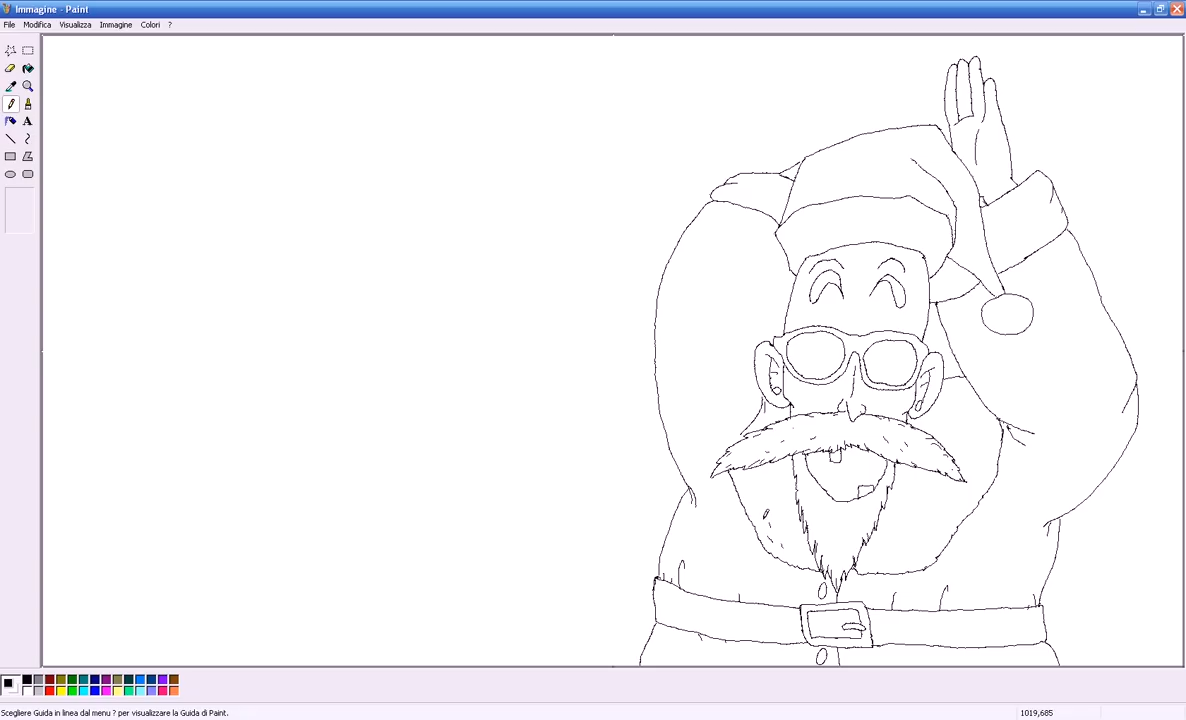 Immagine - Paint
File Modifica Visualizza Immagine Colori ?
A
Scegliere Guida in linea dal menu ? per visualizzare la Guida di Paint.
1019,685